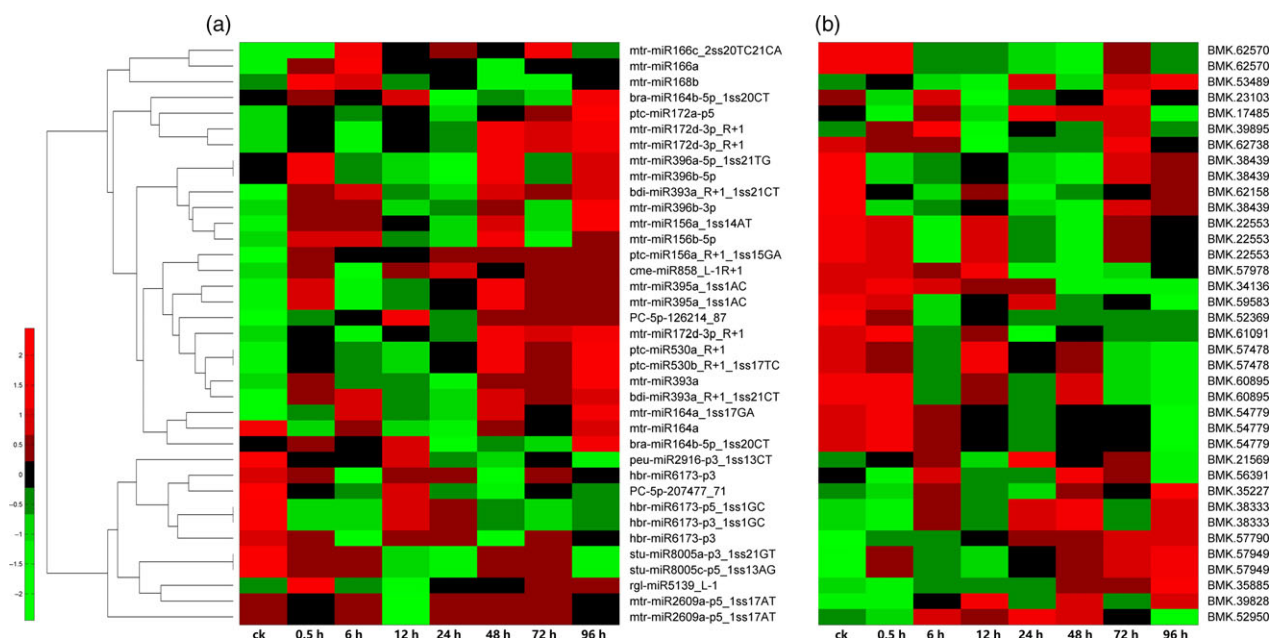 (a)
(b)
mtr-miR166c_2ss20TC21CA
mtr-miR166a
mtr-miR168b
bra-miR164b-5p_1ss20CT
ptc-miR172a-p5
mtr-miR172d-3p_R+1
mtr-miR172d-3p_R+1
mtr-miR396a-5p_1ss21TG
mtr-miR396b-5p
bdi-miR393a_R+1_1ss21CT
mtr-miR396b-3p
mtr-miR156a_1ss14AT
mtr-miR156b-5p
ptc-miR156a_R+1_1ss15GA
cme-miR858_L-1R+1
mtr-miR395a_1ss1AC
mtr-miR395a_1ss1AC
PC-5p-126214_87
mtr-miR172d-3p_R+1
ptc-miR530a_R+1
ptc-miR530b_R+1_1ss17TC
mtr-miR393a
bdi-miR393a_R+1_1ss21CT
mtr-miR164a_1ss17GA
mtr-miR164a
bra-miR164b-5p_1ss20CT
peu-miR2916-p3_1ss13CT
hbr-miR6173-p3
PC-5p-207477_71
hbr-miR6173-p5_1ss1GC
hbr-miR6173-p3_1ss1GC
hbr-miR6173-p3
stu-miR8005a-p3_1ss21GT
stu-miR8005c-p5_1ss13AG
rgl-miR5139_L-1
mtr-miR2609a-p5_1ss17AT
mtr-miR2609a-p5_1ss17AT
BMK.62570
BMK.62570
BMK.53489
BMK.23103
BMK.17485
BMK.39895
BMK.62738
BMK.38439
BMK.38439
BMK.62158
BMK.38439
BMK.22553
BMK.22553
BMK.22553
BMK.57978
BMK.34136
BMK.59583
BMK.52369
BMK.61091
BMK.57478
BMK.57478
BMK.60895
BMK.60895
BMK.54779
BMK.54779
BMK.54779
BMK.21569
BMK.56391
BMK.35227
BMK.38333
BMK.38333
BMK.57790
BMK.57949
BMK.57949
BMK.35885
BMK.39828
BMK.52950
2
1.5
1
0.5
0
-0.5
-1
-1.5
-2
ck 0.5 h 6 h 12 h 24 h 48 h 72 h 96 h
ck 0.5 h 6 h 12 h 24 h 48 h 72 h 96 h